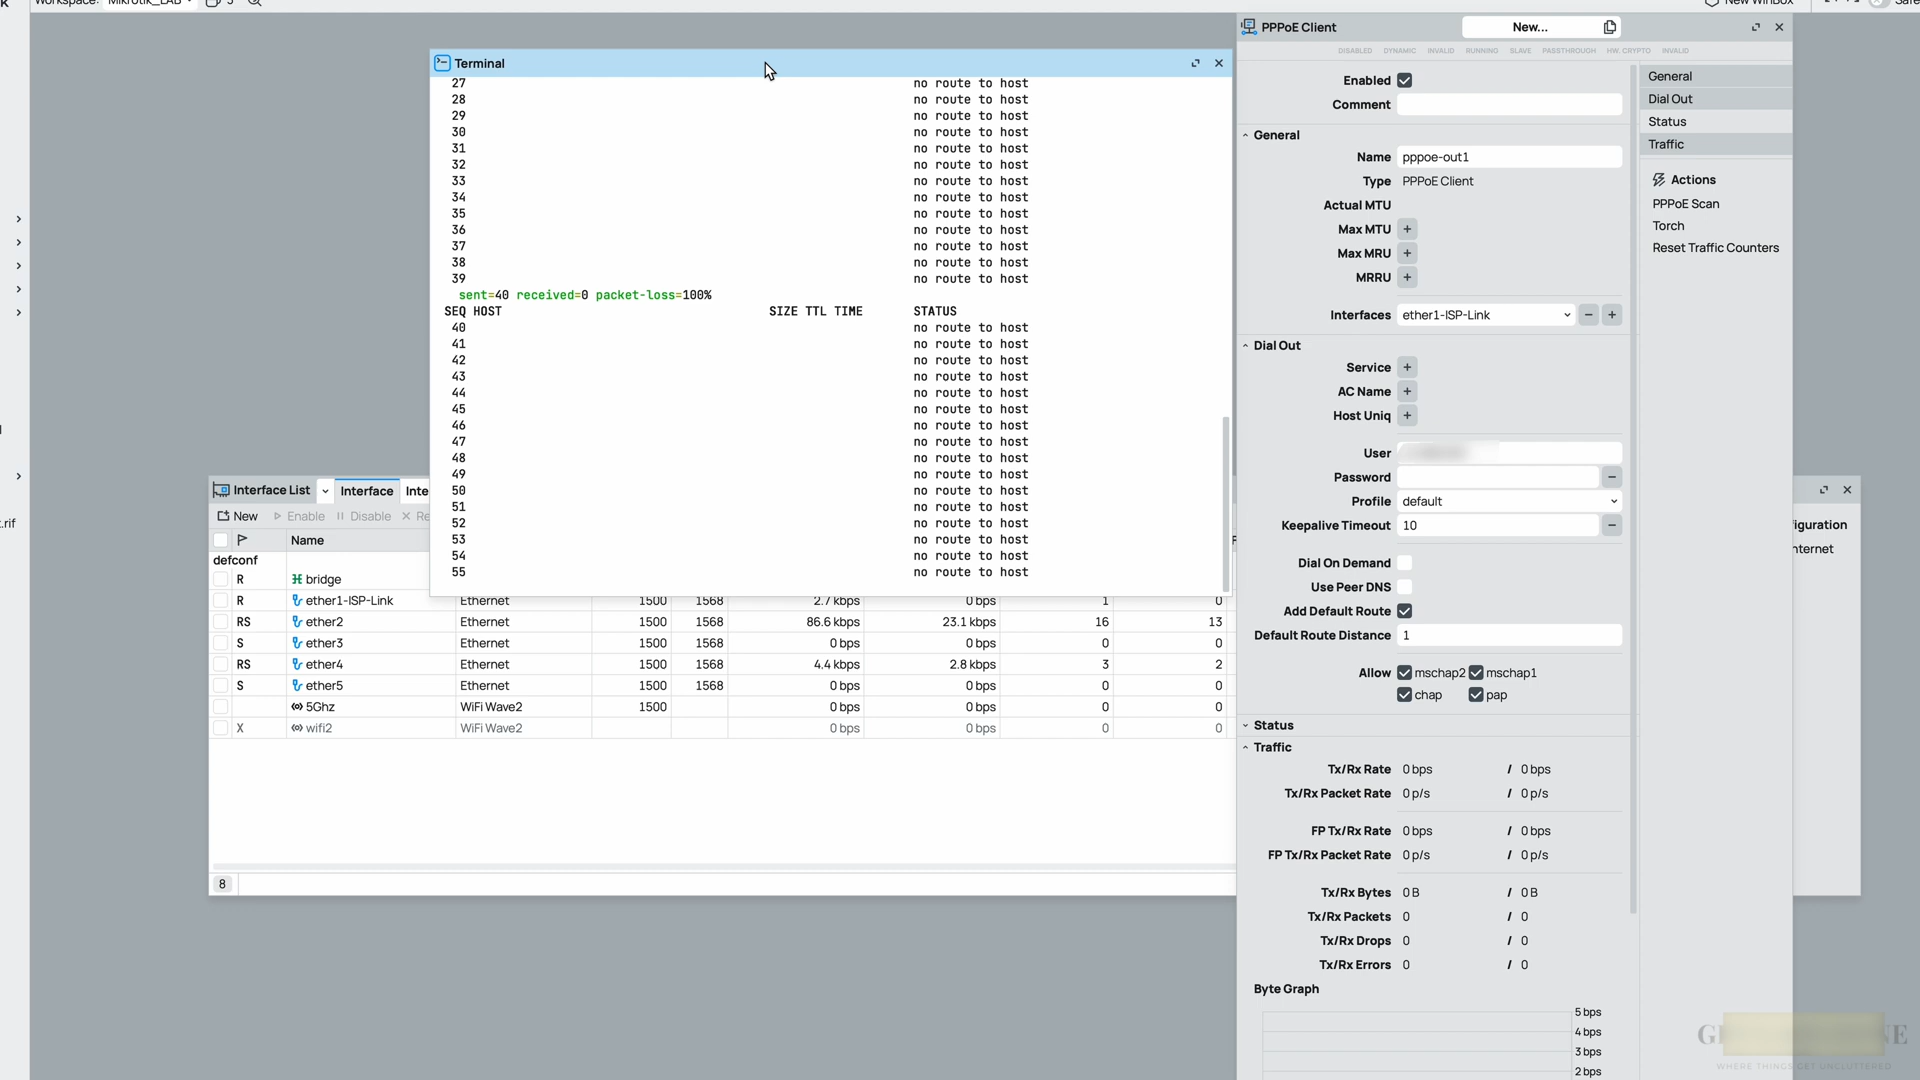 Workspace: Mikrotik_LAB
New WinBox
Safe
Terminal
27 no route to host
28 no route to host
29 no route to host
30 no route to host
31 no route to host
32 no route to host
33 no route to host
34 no route to host
35 no route to host
36 no route to host
37 no route to host
38 no route to host
39 no route to host
sent=40 received=0 packet-loss=100%
SEQ HOST SIZE TTL TIME STATUS
40 no route to host
41 no route to host
42 no route to host
43 no route to host
44 no route to host
45 no route to host
46 no route to host
47 no route to host
48 no route to host
49 no route to host
50 no route to host
51 no route to host
52 no route to host
53 no route to host
54 no route to host
55 no route to host
.rif
Interface List Interface Inte
New Enable Disable Re
Name
defconf
R bridge
R ether1-ISP-Link Ethernet 1500 1568 2.7 kbps 0 bps 1 0
RS ether2 Ethernet 1500 1568 86.6 kbps 23.1 kbps 16 13
S ether3 Ethernet 1500 1568 0 bps 0 bps 0 0
RS ether4 Ethernet 1500 1568 4.4 kbps 2.8 kbps 3 2
S ether5 Ethernet 1500 1568 0 bps 0 bps 0 0
5Ghz WiFi Wave2 1500 0 bps 0 bps 0 0
X wifi2 WiFi Wave2 0 bps 0 bps 0 0
8
PPPoE Client New...
DISABLED DYNAMIC INVALID RUNNING SLAVE PASSTHROUGH HW. CRYPTO INVALID
Enabled
Comment
General
Name pppoe-out1
Type PPPoE Client
Actual MTU
Max MTU +
Max MRU +
MRRU +
Interfaces ether1-ISP-Link - +
Dial Out
Service +
AC Name +
Host Uniq +
User
Password -
Profile default
Keepalive Timeout 10 -
Dial On Demand
Use Peer DNS
Add Default Route
Default Route Distance 1
Allow mschap2 mschap1
chap pap
Status
Traffic
Tx/Rx Rate 0 bps / 0 bps
Tx/Rx Packet Rate 0 p/s / 0 p/s
FP Tx/Rx Rate 0 bps / 0 bps
FP Tx/Rx Packet Rate 0 p/s / 0 p/s
Tx/Rx Bytes 0 B / 0 B
Tx/Rx Packets 0 / 0
Tx/Rx Drops 0 / 0
Tx/Rx Errors 0 / 0
Byte Graph
5 bps
4 bps
3 bps
2 bps
General
Dial Out
Status
Traffic
Actions
PPPoE Scan
Torch
Reset Traffic Counters
iguration
nternet
WHERE THINGS GET UNCLUTTERED